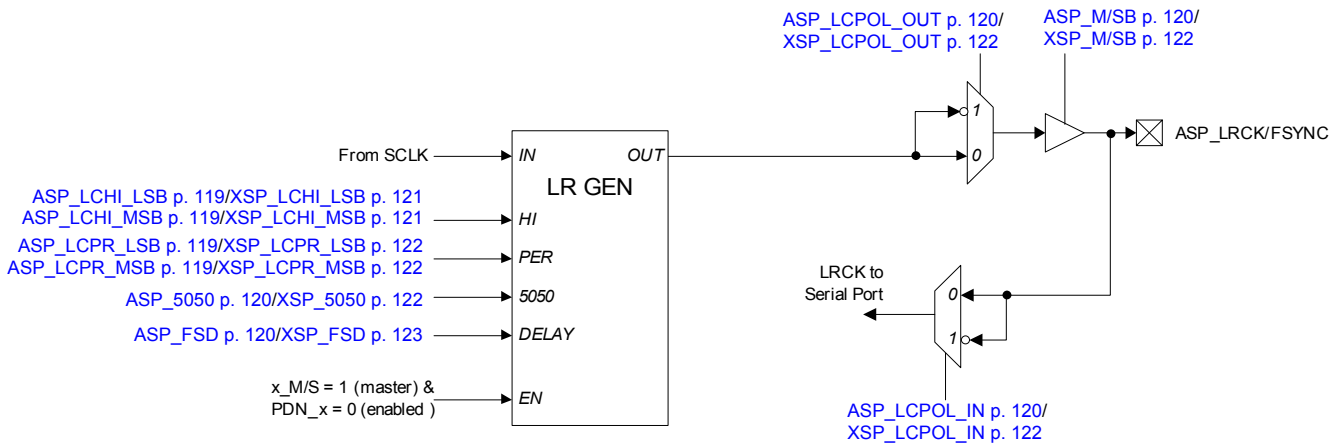 ASP_LCPOL_OUT p. 120/
XSP_LCPOL_OUT p. 122
ASP_M/SB p. 120/
XSP_M/SB p. 122
1
0
ASP_LRCK/FSYNC
From SCLK
IN
OUT
LR GEN
ASP_LCHI_LSB p. 119/XSP_LCHI_LSB p. 121
ASP_LCHI_MSB p. 119/XSP_LCHI_MSB p. 121
HI
ASP_LCPR_LSB p. 119/XSP_LCPR_LSB p. 122
ASP_LCPR_MSB p. 119/XSP_LCPR_MSB p. 122
PER
ASP_5050 p. 120/XSP_5050 p. 122
5050
ASP_FSD p. 120/XSP_FSD p. 123
DELAY
x_M/S = 1 (master) &
PDN_x = 0 (enabled )
EN
LRCK to
Serial Port
0
1
ASP_LCPOL_IN p. 120/
XSP_LCPOL_IN p. 122